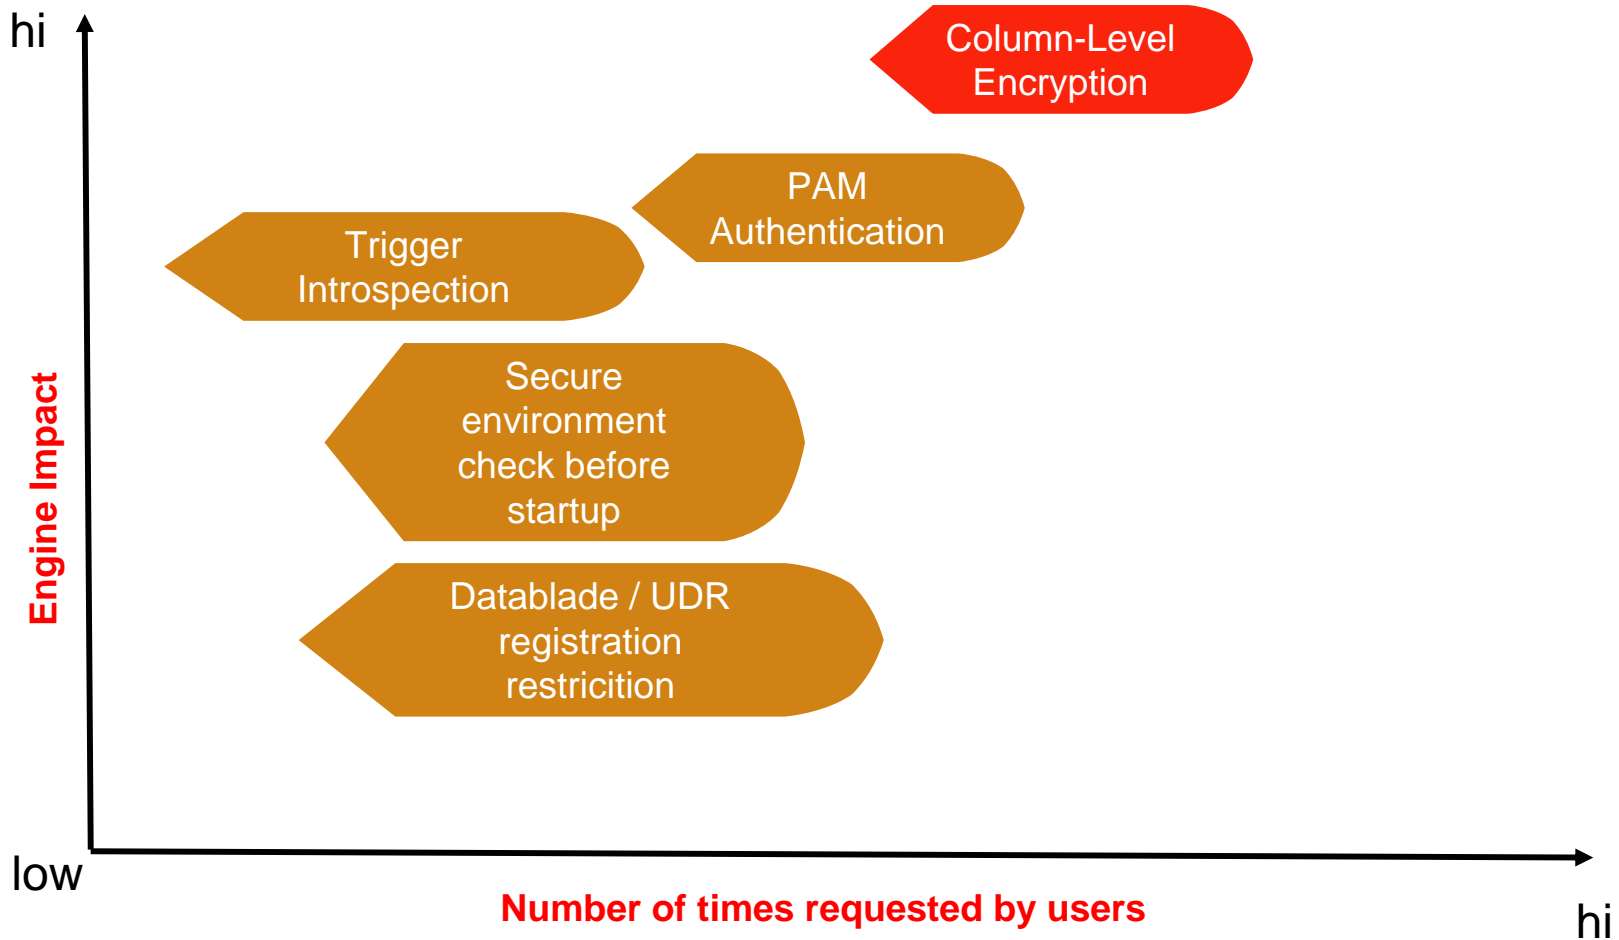 hi
Column-Level
Encryption
PAM
Authentication
Trigger
Introspection
Secure
environment
check before
startup
Engine Impact
Datablade / UDR
registration
restricition
low
Number of times requested by users
hi